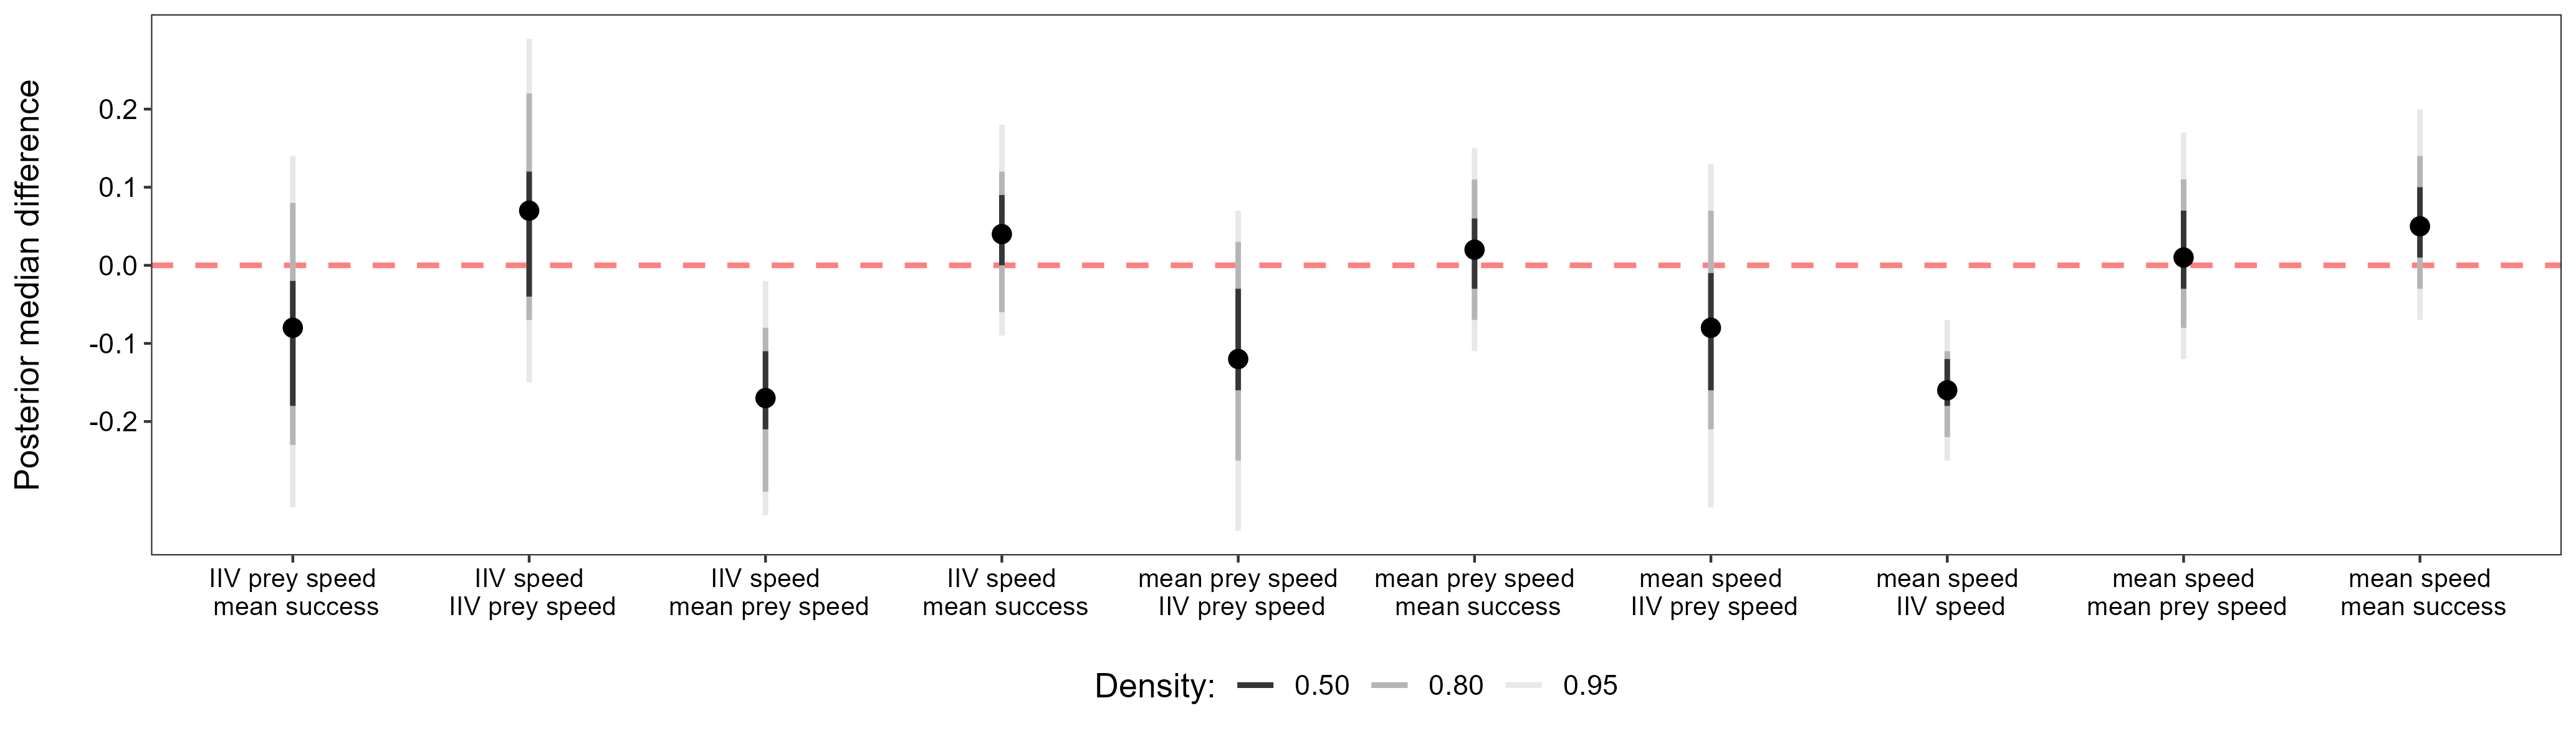 Posterior median difference
0.2
0.1
0.0
-0.1
-0.2
IIV prey speed
mean success
IIV speed
IIV prey speed
IIV speed
mean prey speed
IIV speed
mean success
mean prey speed
IIV prey speed
mean prey speed
mean success
mean speed
IIV prey speed
mean speed
IIV speed
mean speed
mean prey speed
mean speed
mean success
Density: 0.50 0.80 0.95